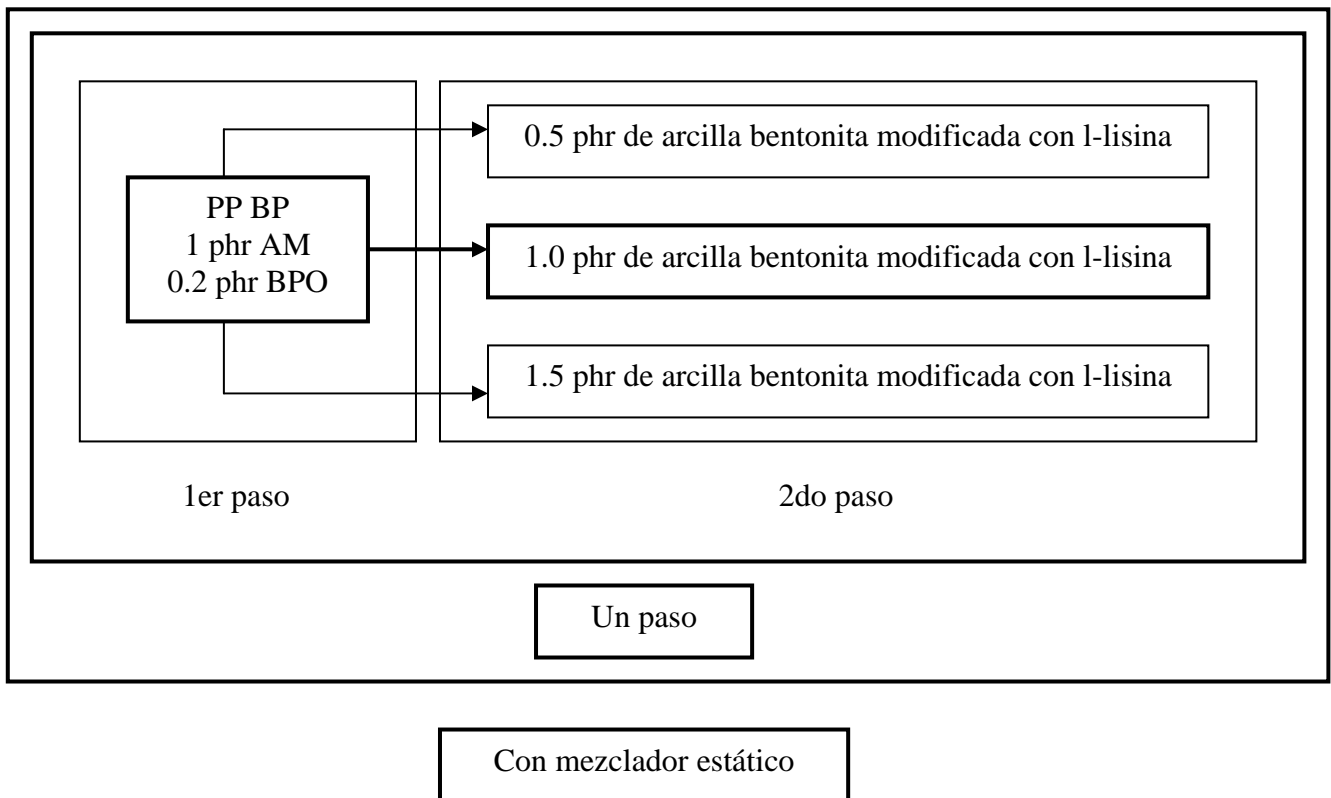 0.5 phr de arcilla bentonita modificada con l-lisina
PP BP
1 phr AM
0.2 phr BPO
1.0 phr de arcilla bentonita modificada con l-lisina
1.5 phr de arcilla bentonita modificada con l-lisina
1er paso
2do paso
Un paso
Con mezclador estático